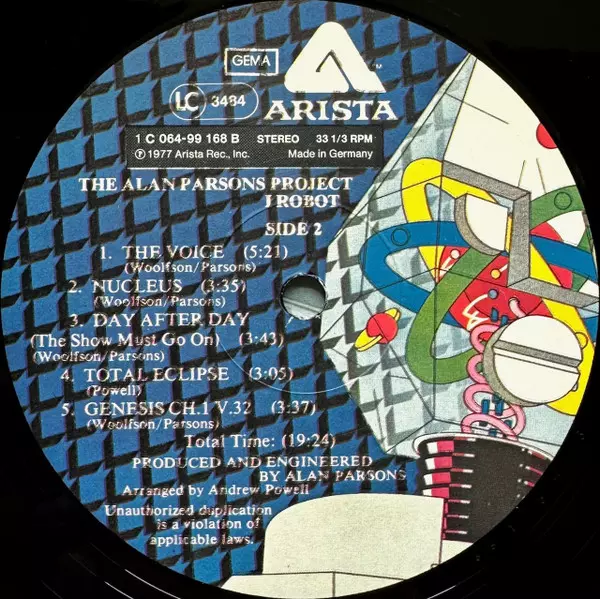 GEMA
LC 3484
ARISTA™
1 C 064-99 168 B STEREO 33 1/3 RPM
℗ 1977 Arista Rec., Inc. Made in Germany
THE ALAN PARSONS PROJECT
I ROBOT
SIDE 2
1. THE VOICE (5:21)
(Woolfson/Parsons)
2. NUCLEUS (3:35)
(Woolfson/Parsons)
3. DAY AFTER DAY
(The Show Must Go On) (3:43)
(Woolfson/Parsons)
4. TOTAL ECLIPSE (3:05)
(Powell)
5. GENESIS CH.1 V.32 (3:37)
(Woolfson/Parsons)
Total Time: (19:24)
PRODUCED AND ENGINEERED
BY ALAN PARSONS
Arranged by Andrew Powell
Unauthorized duplication
is a violation of
applicable laws.